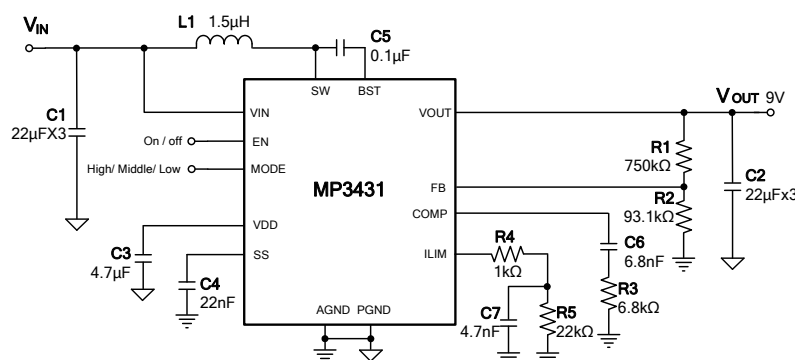 L1 1.5µH
VIN
C5
0.1µF
SW
BST
C1
22µFX3
VIN
VOUT
VOUT 9V
On / off
EN
R1
750kΩ
High/ Middle/ Low
MODE
MP3431
FB
C2
22µFx3
R2
93.1kΩ
COMP
VDD
R4
1kΩ
C6
6.8nF
C3
4.7µF
SS
ILIM
C4
22nF
R3
6.8kΩ
C7
4.7nF
R5
22kΩ
AGND
PGND